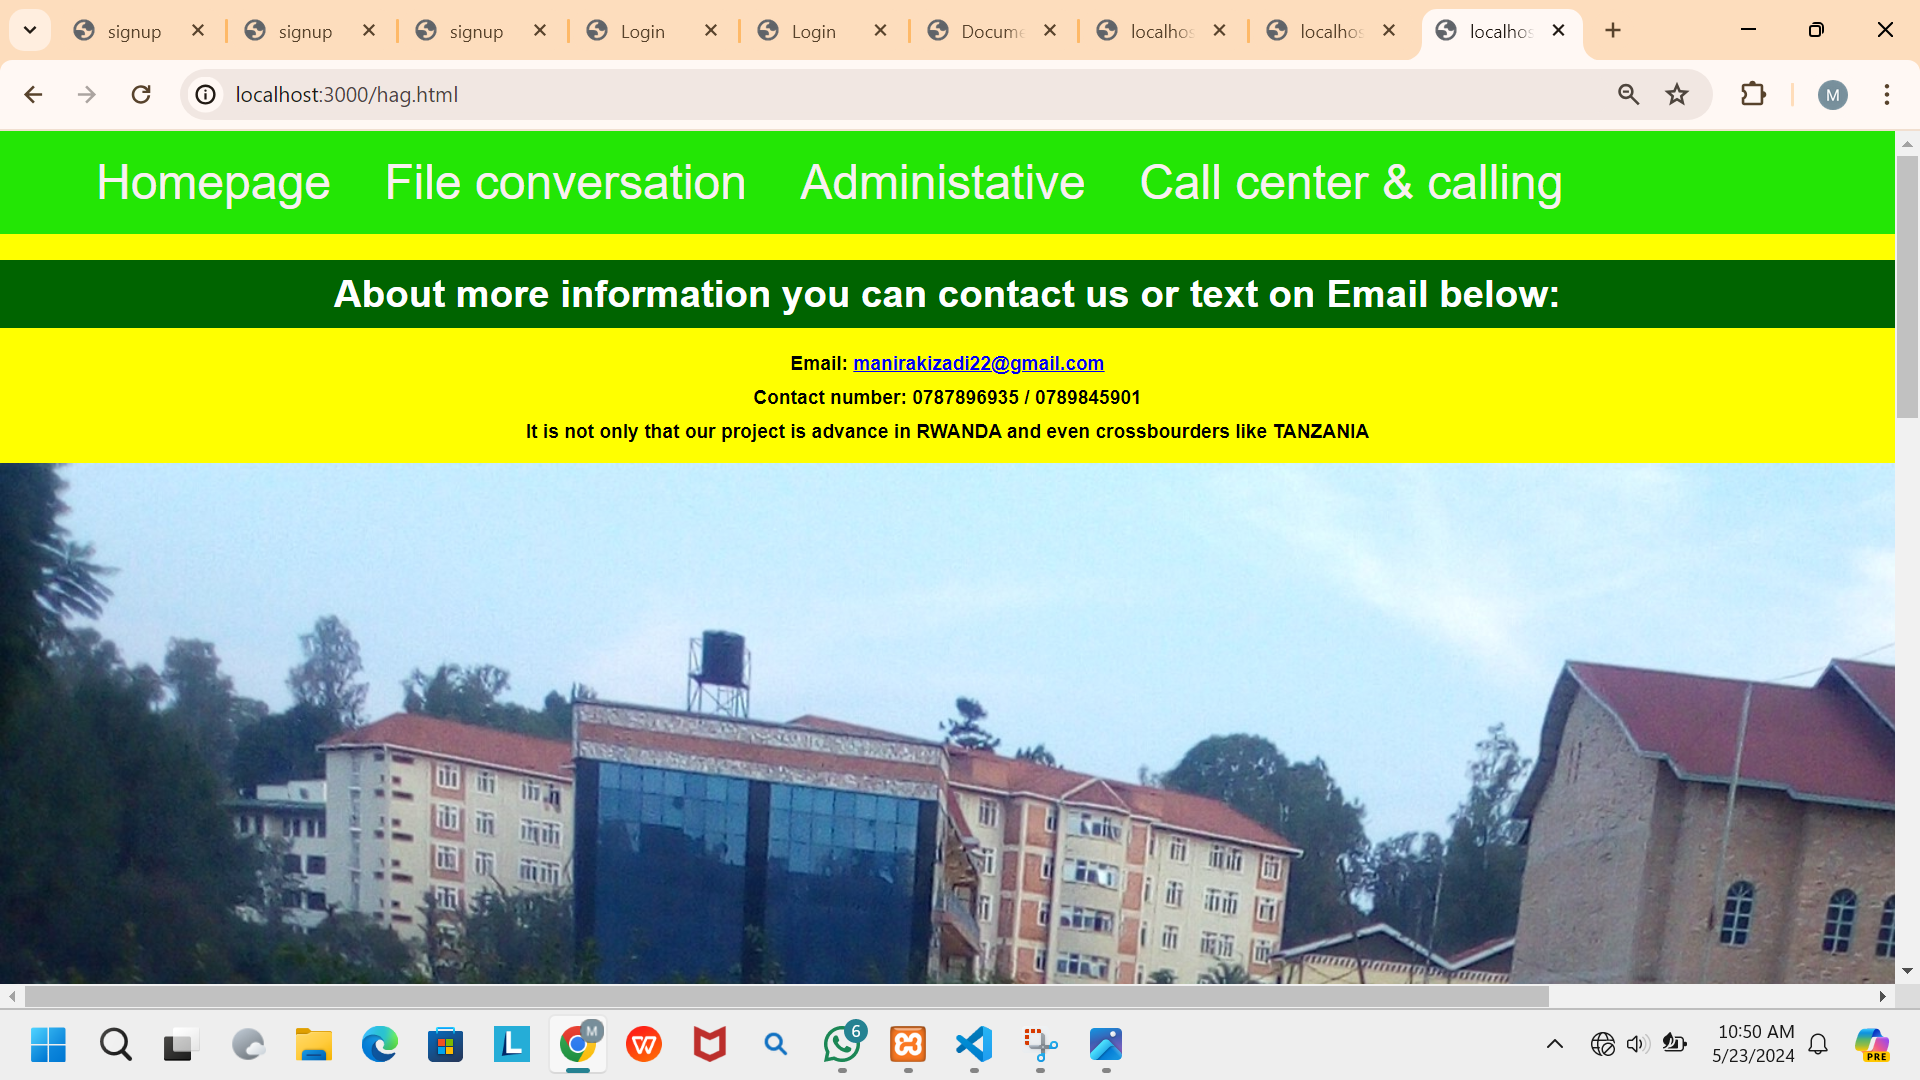 signup
signup
signup
Login
Login
Docume
localhos
localhos
localhos
localhost:3000/hag.html
M
Homepage File conversation Administative Call center & calling
About more information you can contact us or text on Email below:
Email: manirakizadi22@gmail.com
Contact number: 0787896935 / 0789845901
It is not only that our project is advance in RWANDA and even crossbourders like TANZANIA
L
M
W
6
10:50 AM
5/23/2024
PRE